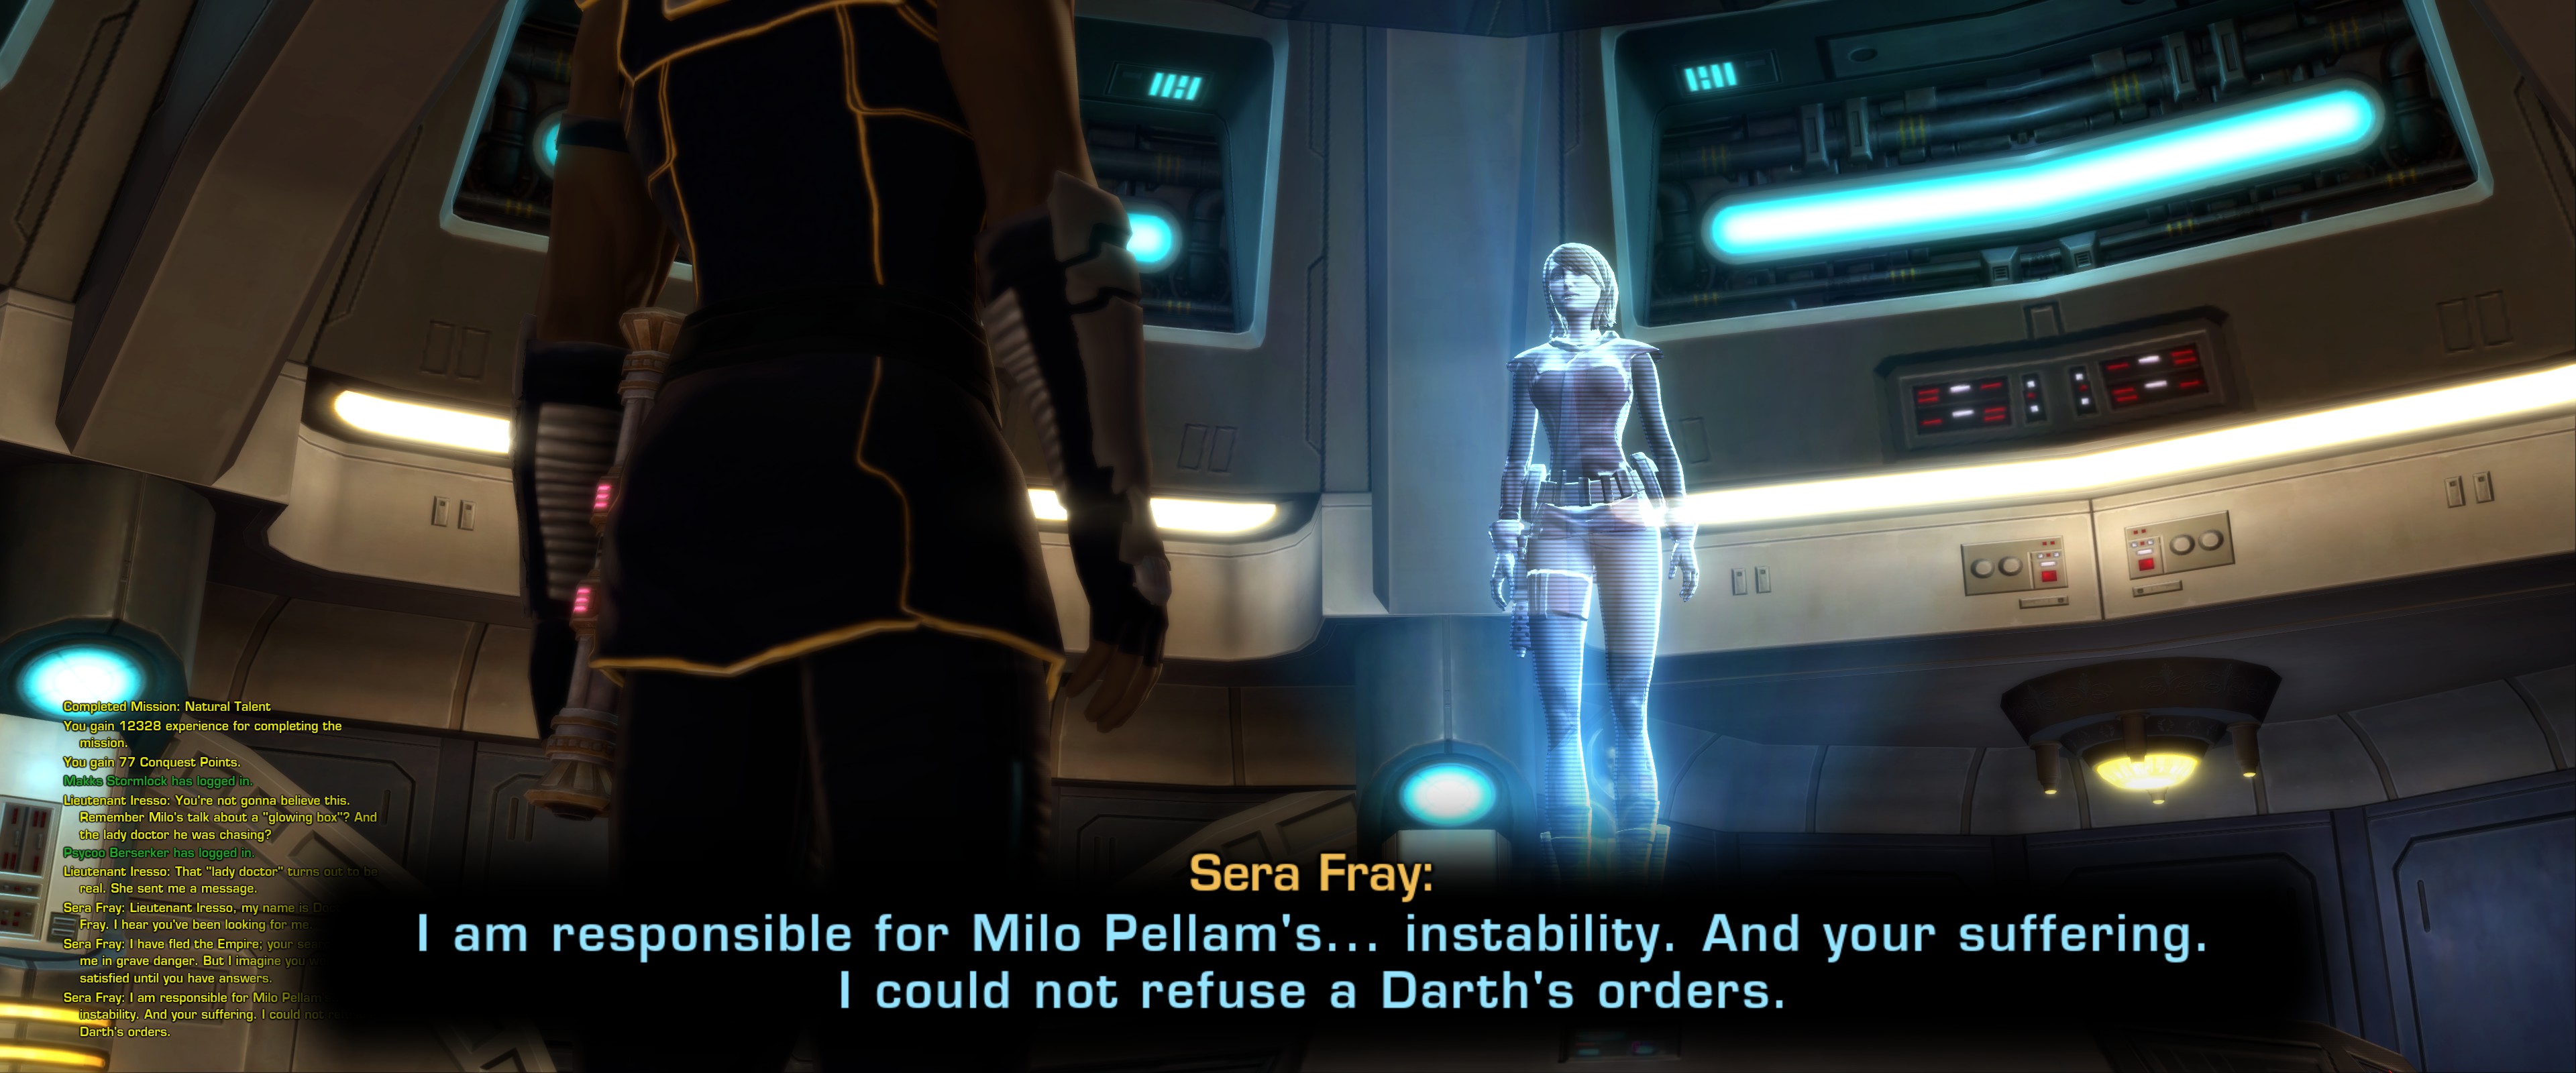 Completed Mission: Natural Talent
You gain 12328 experience for completing the
mission.
You gain 77 Conquest Points.
Makks Stormlock has logged in.
Lieutenant Iresso: You're not gonna believe this.
Remember Milo's talk about a "glowing box"? And
the lady doctor he was chasing?
Psycoo Berserker has logged in.
Lieutenant Iresso: That "lady doctor" turns out to be
real. She sent me a message.
Sera Fray: Lieutenant Iresso, my name is
Fray. I hear you've been looking for me
Sera Fray: I have fled the Empire; your
me in grave danger. But I imagine you
satisfied until you have answers.
Sera Fray: I am responsible for Milo Pellam
instability. And your suffering. I could not
Darth's orders.
Sera Fray:
I am responsible for Milo Pellam's... instability. And your suffering.
I could not refuse a Darth's orders.